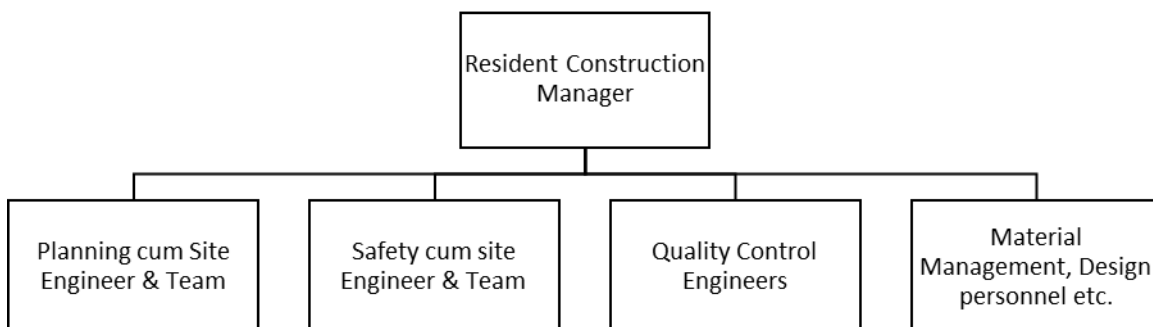 Resident Construction
Manager
Planning cum Site
Engineer & Team
Safety cum site
Engineer & Team
Quality Control
Engineers
Material
Management, Design
personnel etc.